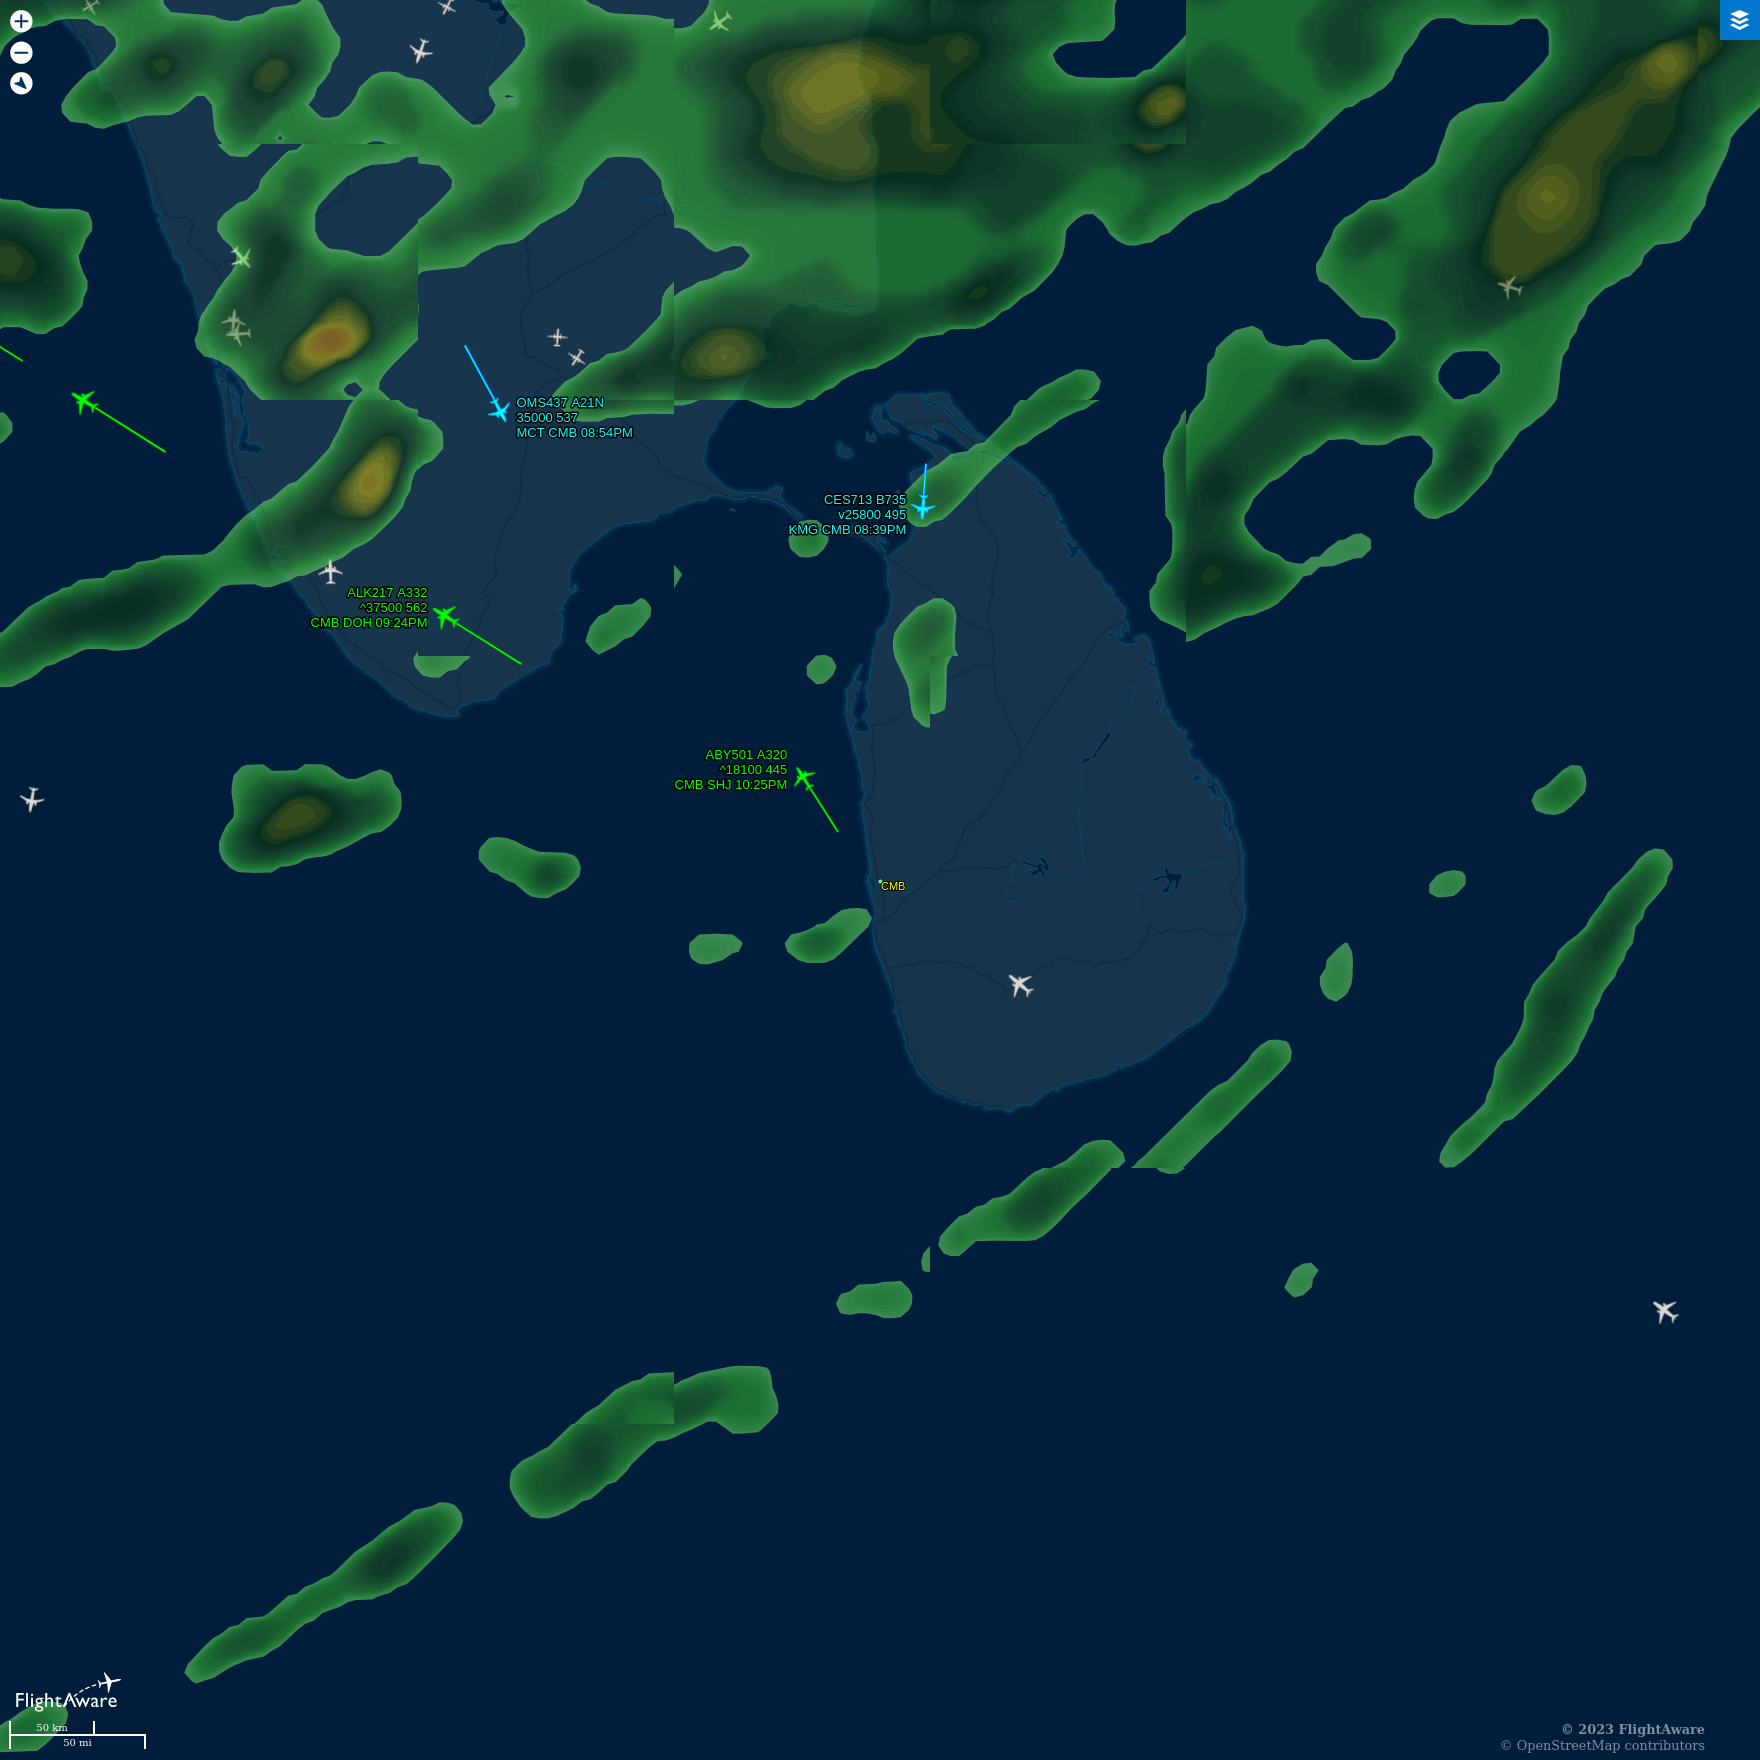 OMS437 A21N
35000 537
MCT CMB 08:54PM
CES713 B735
v25800 495
KMG CMB 08:39PM
ALK217 A332
^37500 562
CMB DOH 09:24PM
ABY501 A320
^18100 445
CMB SHJ 10:25PM
CMB
FlightAware
50 km
50 mi
© 2023 FlightAware
© OpenStreetMap contributors